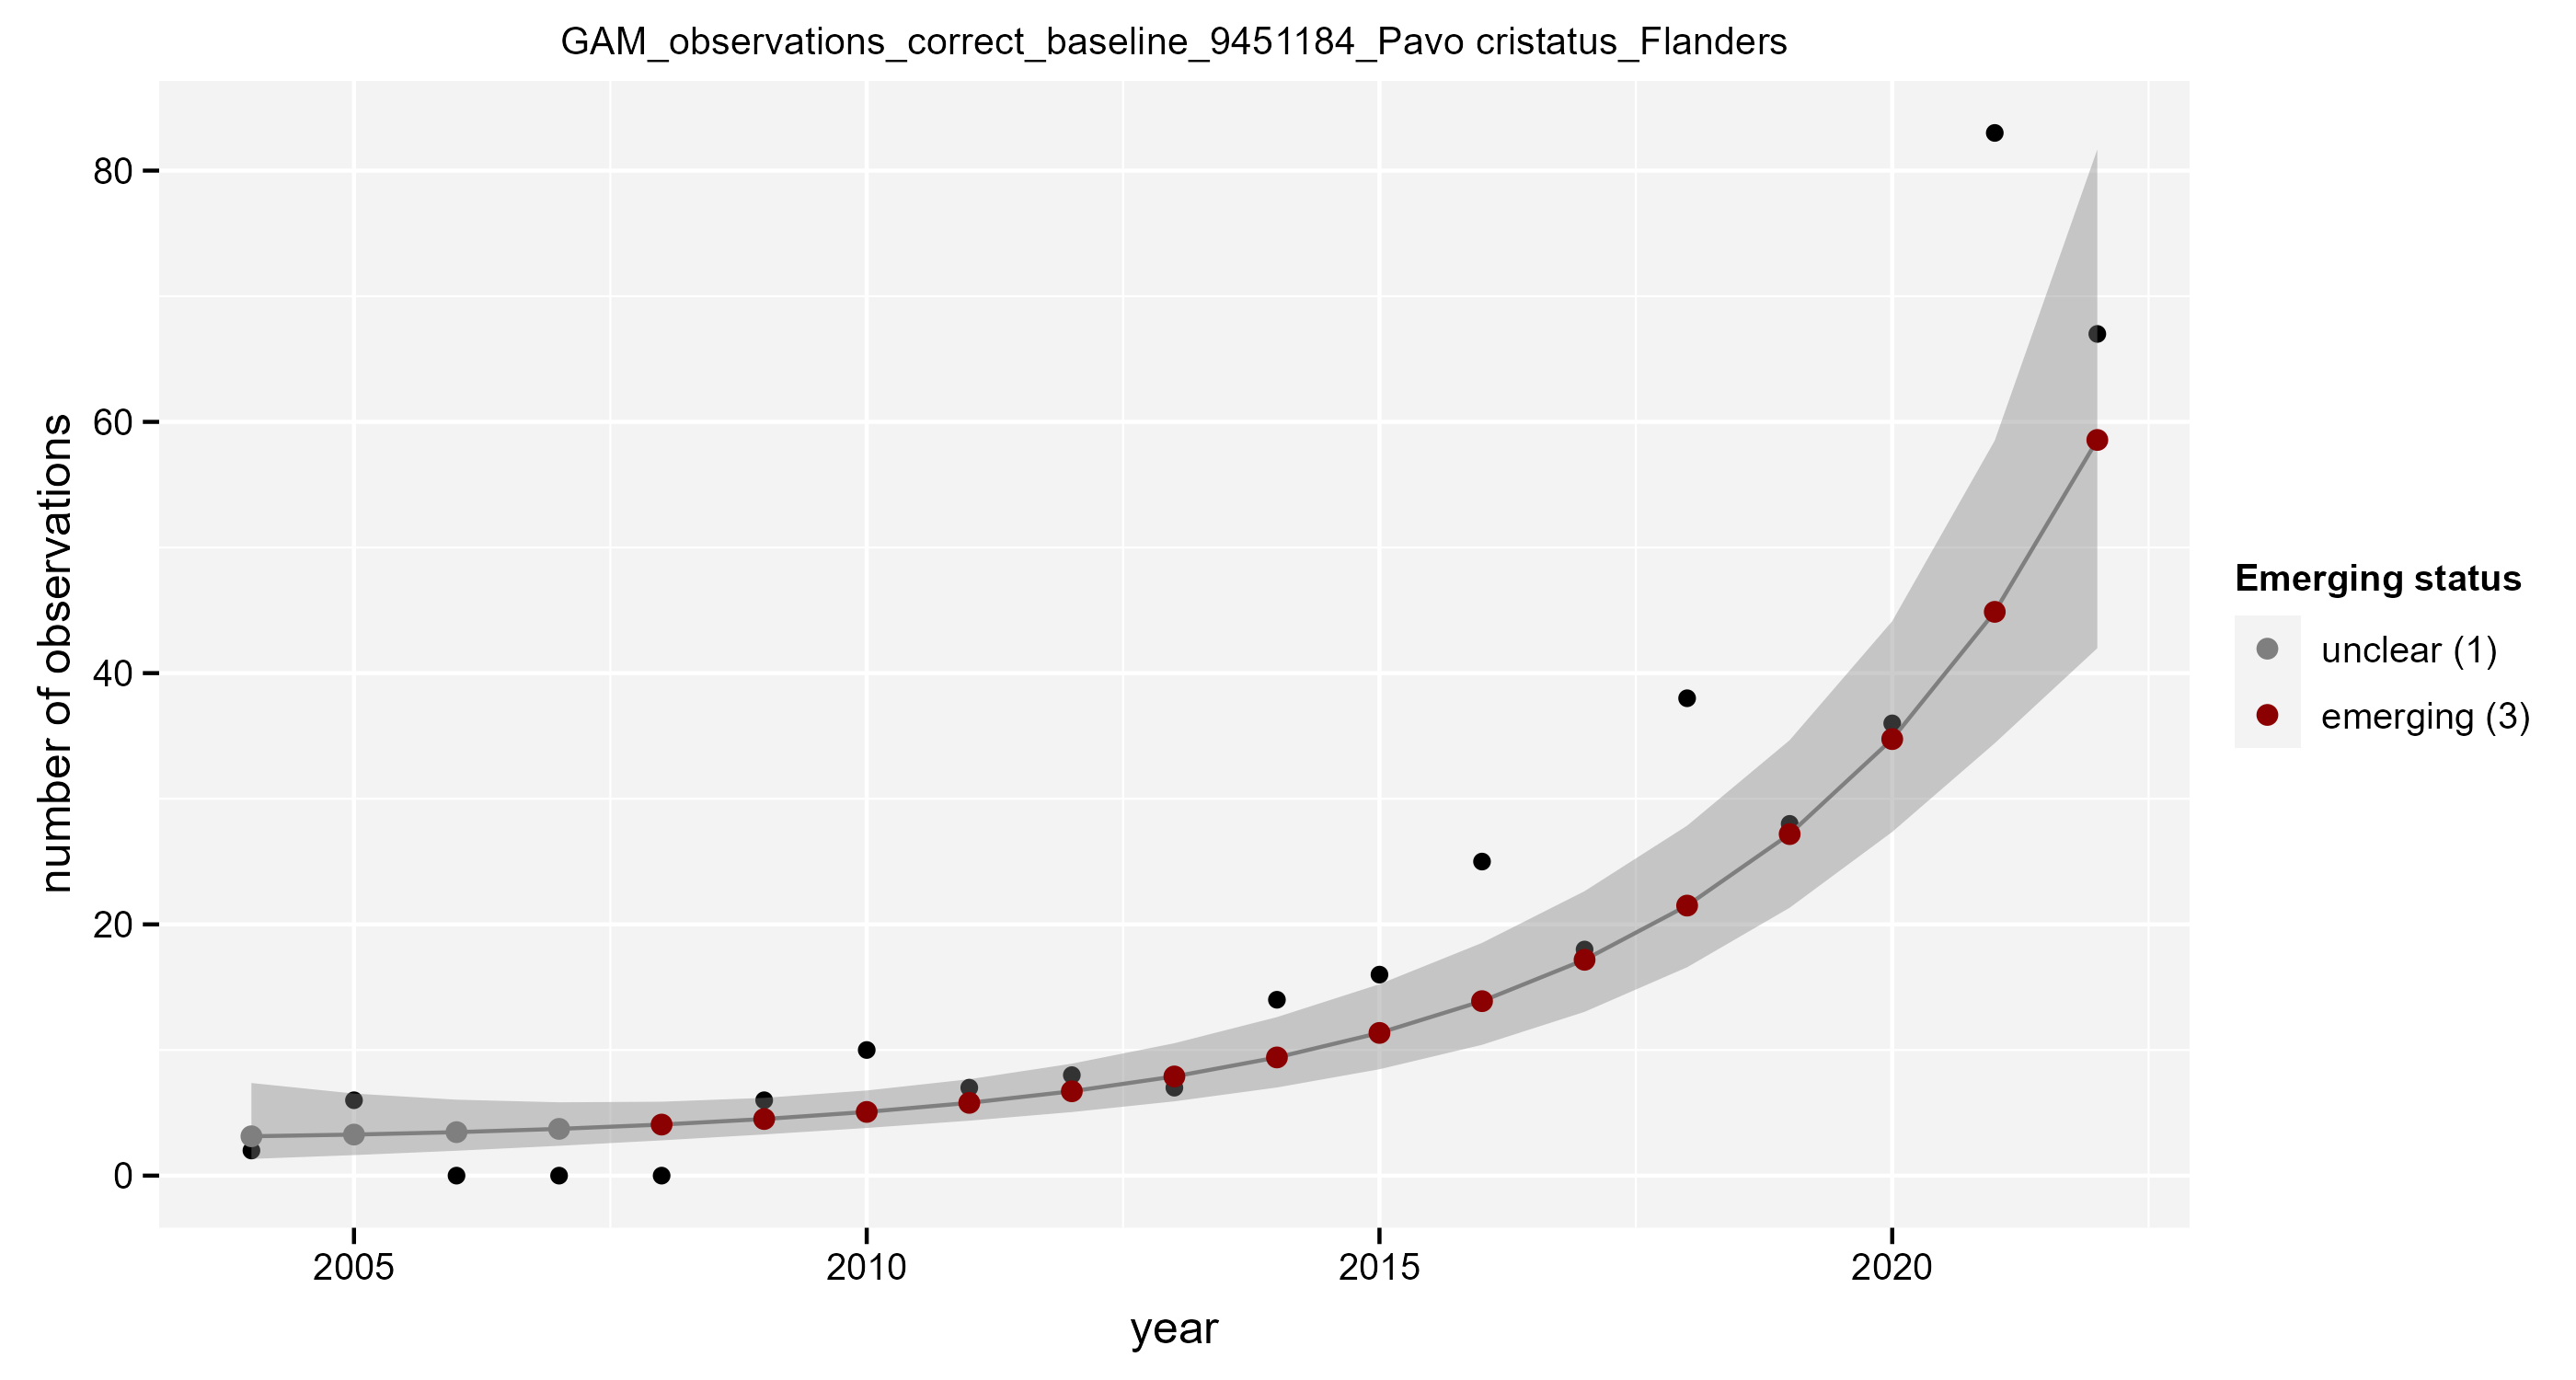 GAM_observations_correct_baseline_9451184_Pavo cristatus_Flanders
number of observations
80
60
40
20
0
2005
2010
2015
2020
year
Emerging status
unclear (1)
emerging (3)